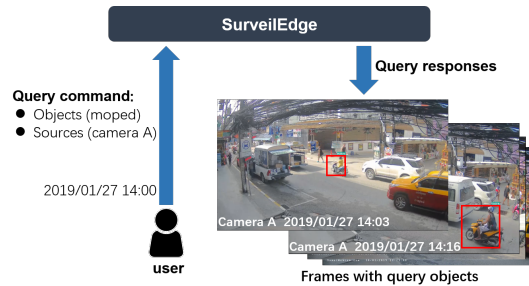 SurveilEdge
Query responses
Query command:
● Objects (moped)
● Sources (camera A)
2019/01/27 14:00
user
Camera A 2019/01/27 14:03
Camera A 2019/01/27 14:16
Frames with query objects